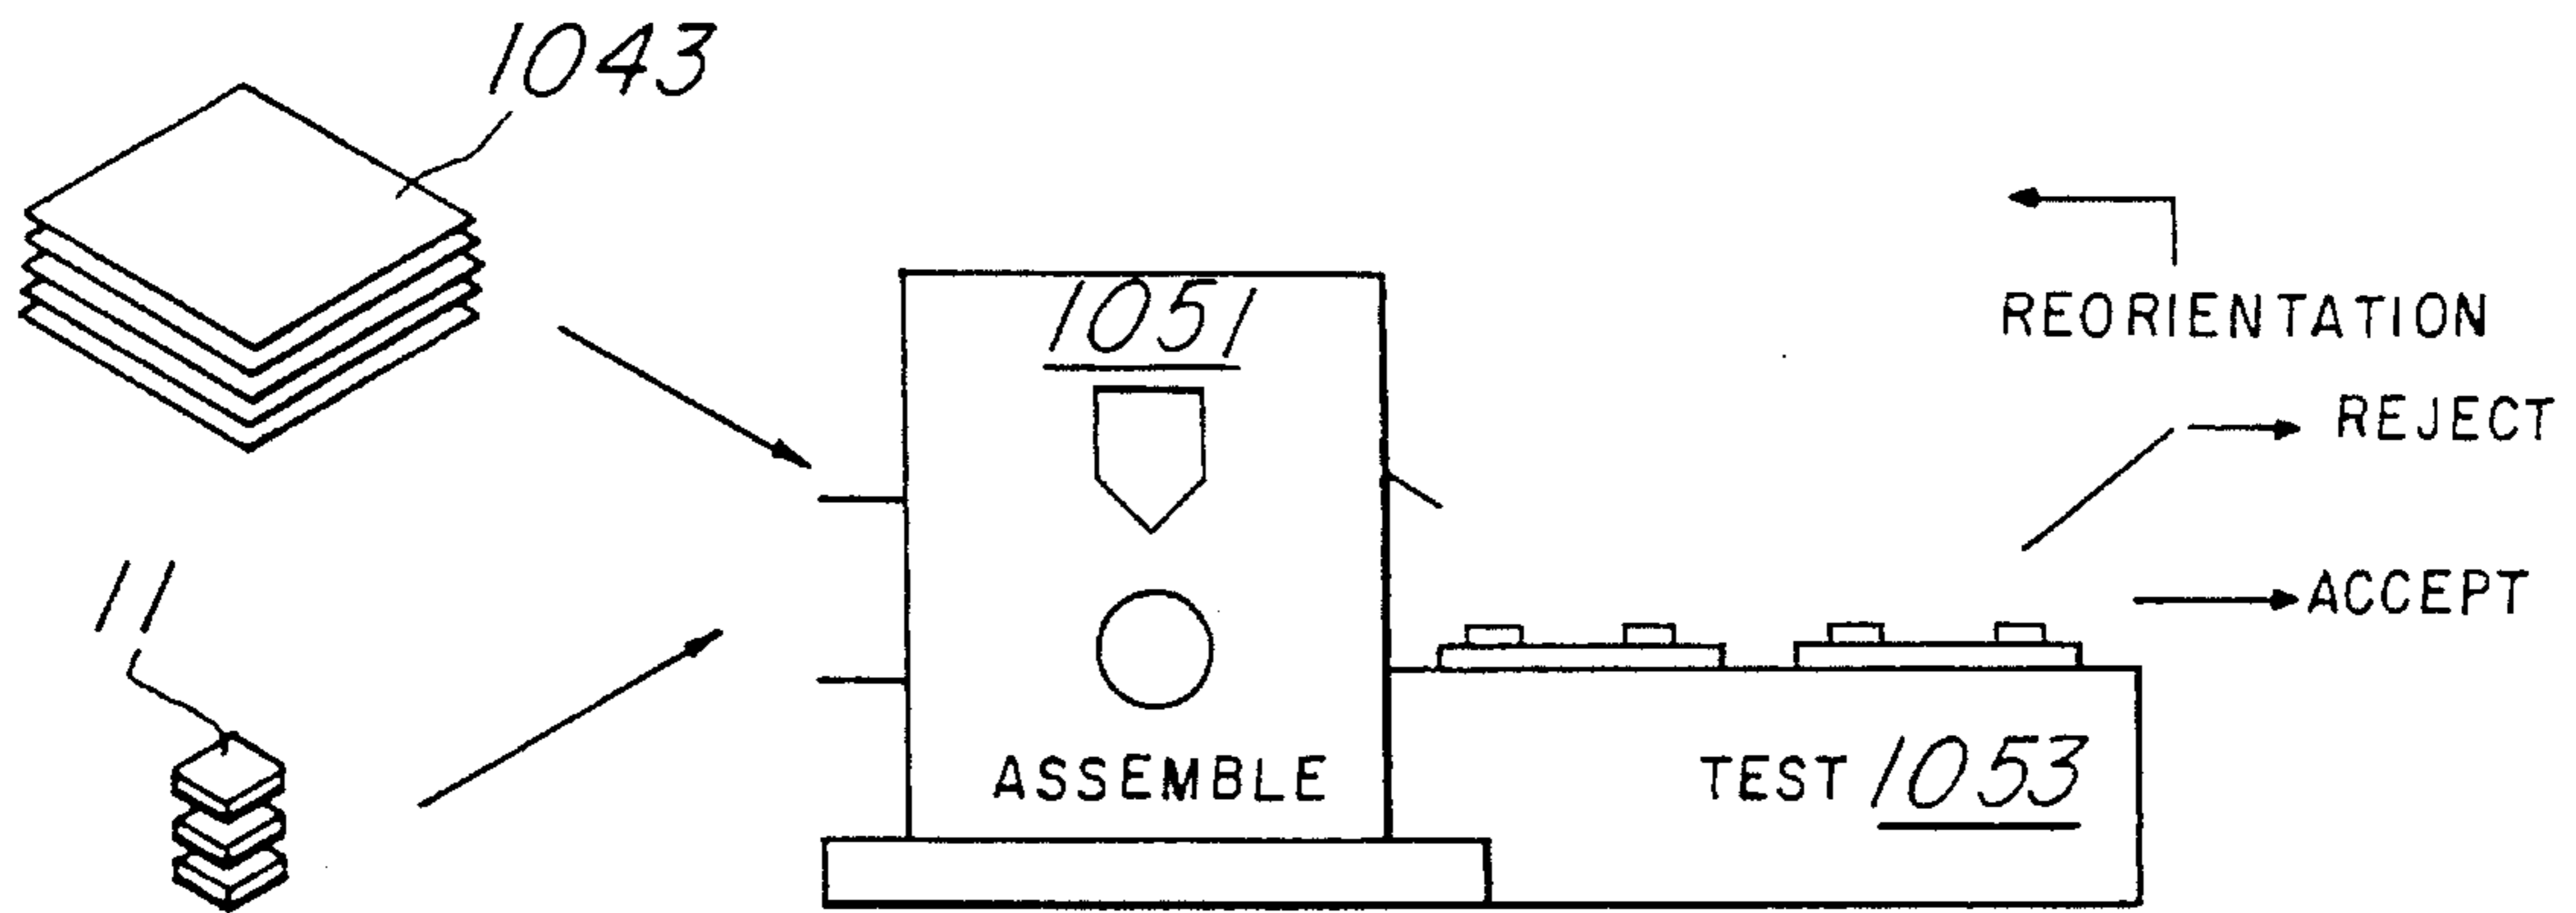 1043
1051
REORIENTATION
REJECT
11
ACCEPT
ASSEMBLE
TEST 1053